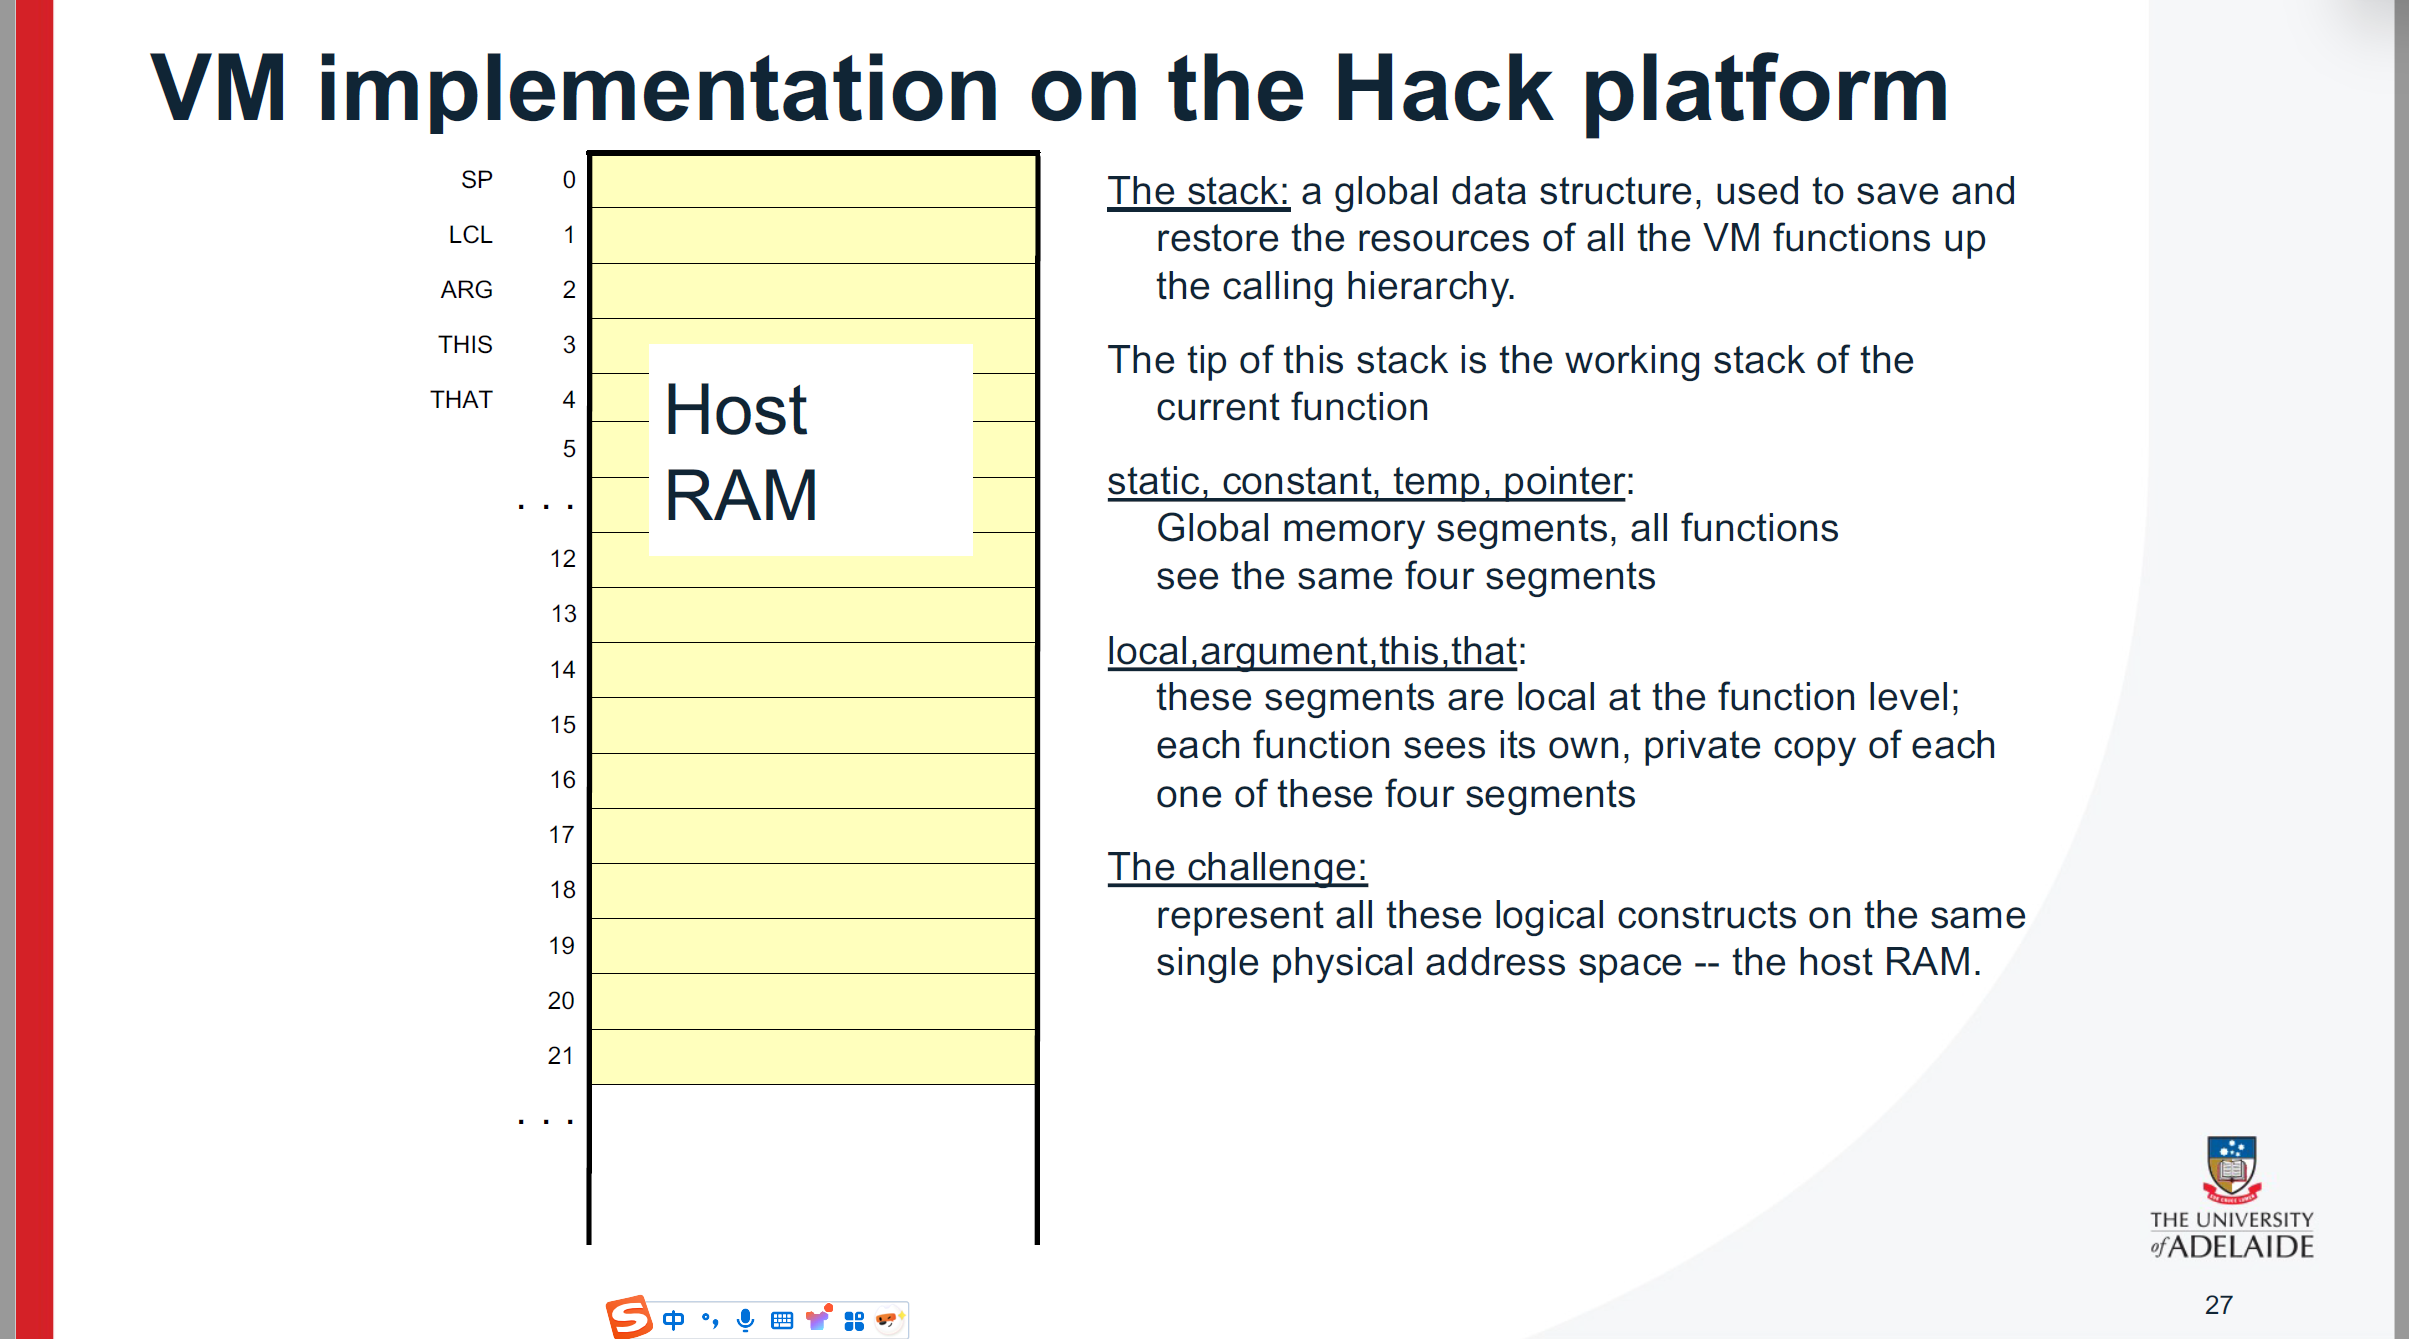 VM implementation on the Hack platform
SP 0
LCL 1
ARG 2
THIS 3
THAT 4
5
. . .
12
13
14
15
16
17
18
19
20
21
. . .
Host
RAM
The stack: a global data structure, used to save and
restore the resources of all the VM functions up
the calling hierarchy.
The tip of this stack is the working stack of the
current function
static, constant, temp, pointer:
Global memory segments, all functions
see the same four segments
local,argument,this,that:
these segments are local at the function level;
each function sees its own, private copy of each
one of these four segments
The challenge:
represent all these logical constructs on the same
single physical address space -- the host RAM.
THE UNIVERSITY
of ADELAIDE
27
S 中